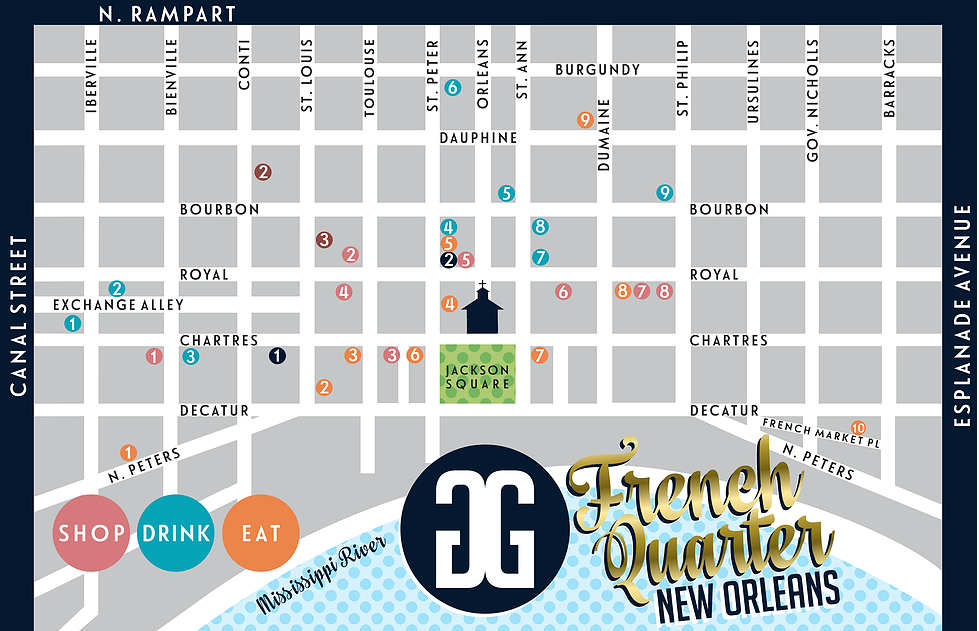 N. RAMPART
IBERVILLE
BIENVILLE
CONTI
ST. LOUIS
TOULOUSE
ST. PETER
ORLEANS
ST. ANN
BURGUNDY
DUMAINE
ST. PHILIP
URSULINES
GOV. NICHOLLS
BARRACKS
6
9
DAUPHINE
2
5
9
BOURBON
BOURBON
4
8
3
5
2
2
5
7
ROYAL
ROYAL
2
4
6
8
7
8
EXCHANGE ALLEY
4
1
CHARTRES
CHARTRES
1
3
1
3
3
6
7
JACKSON
SQUARE
2
DECATUR
DECATUR
FRENCH MARKET PL
10
1
N. PETERS
N. PETERS
CANAL STREET
ESPLANADE AVENUE
SHOP
DRINK
EAT
Mississippi River
GG
French
Quarter
NEW ORLEANS